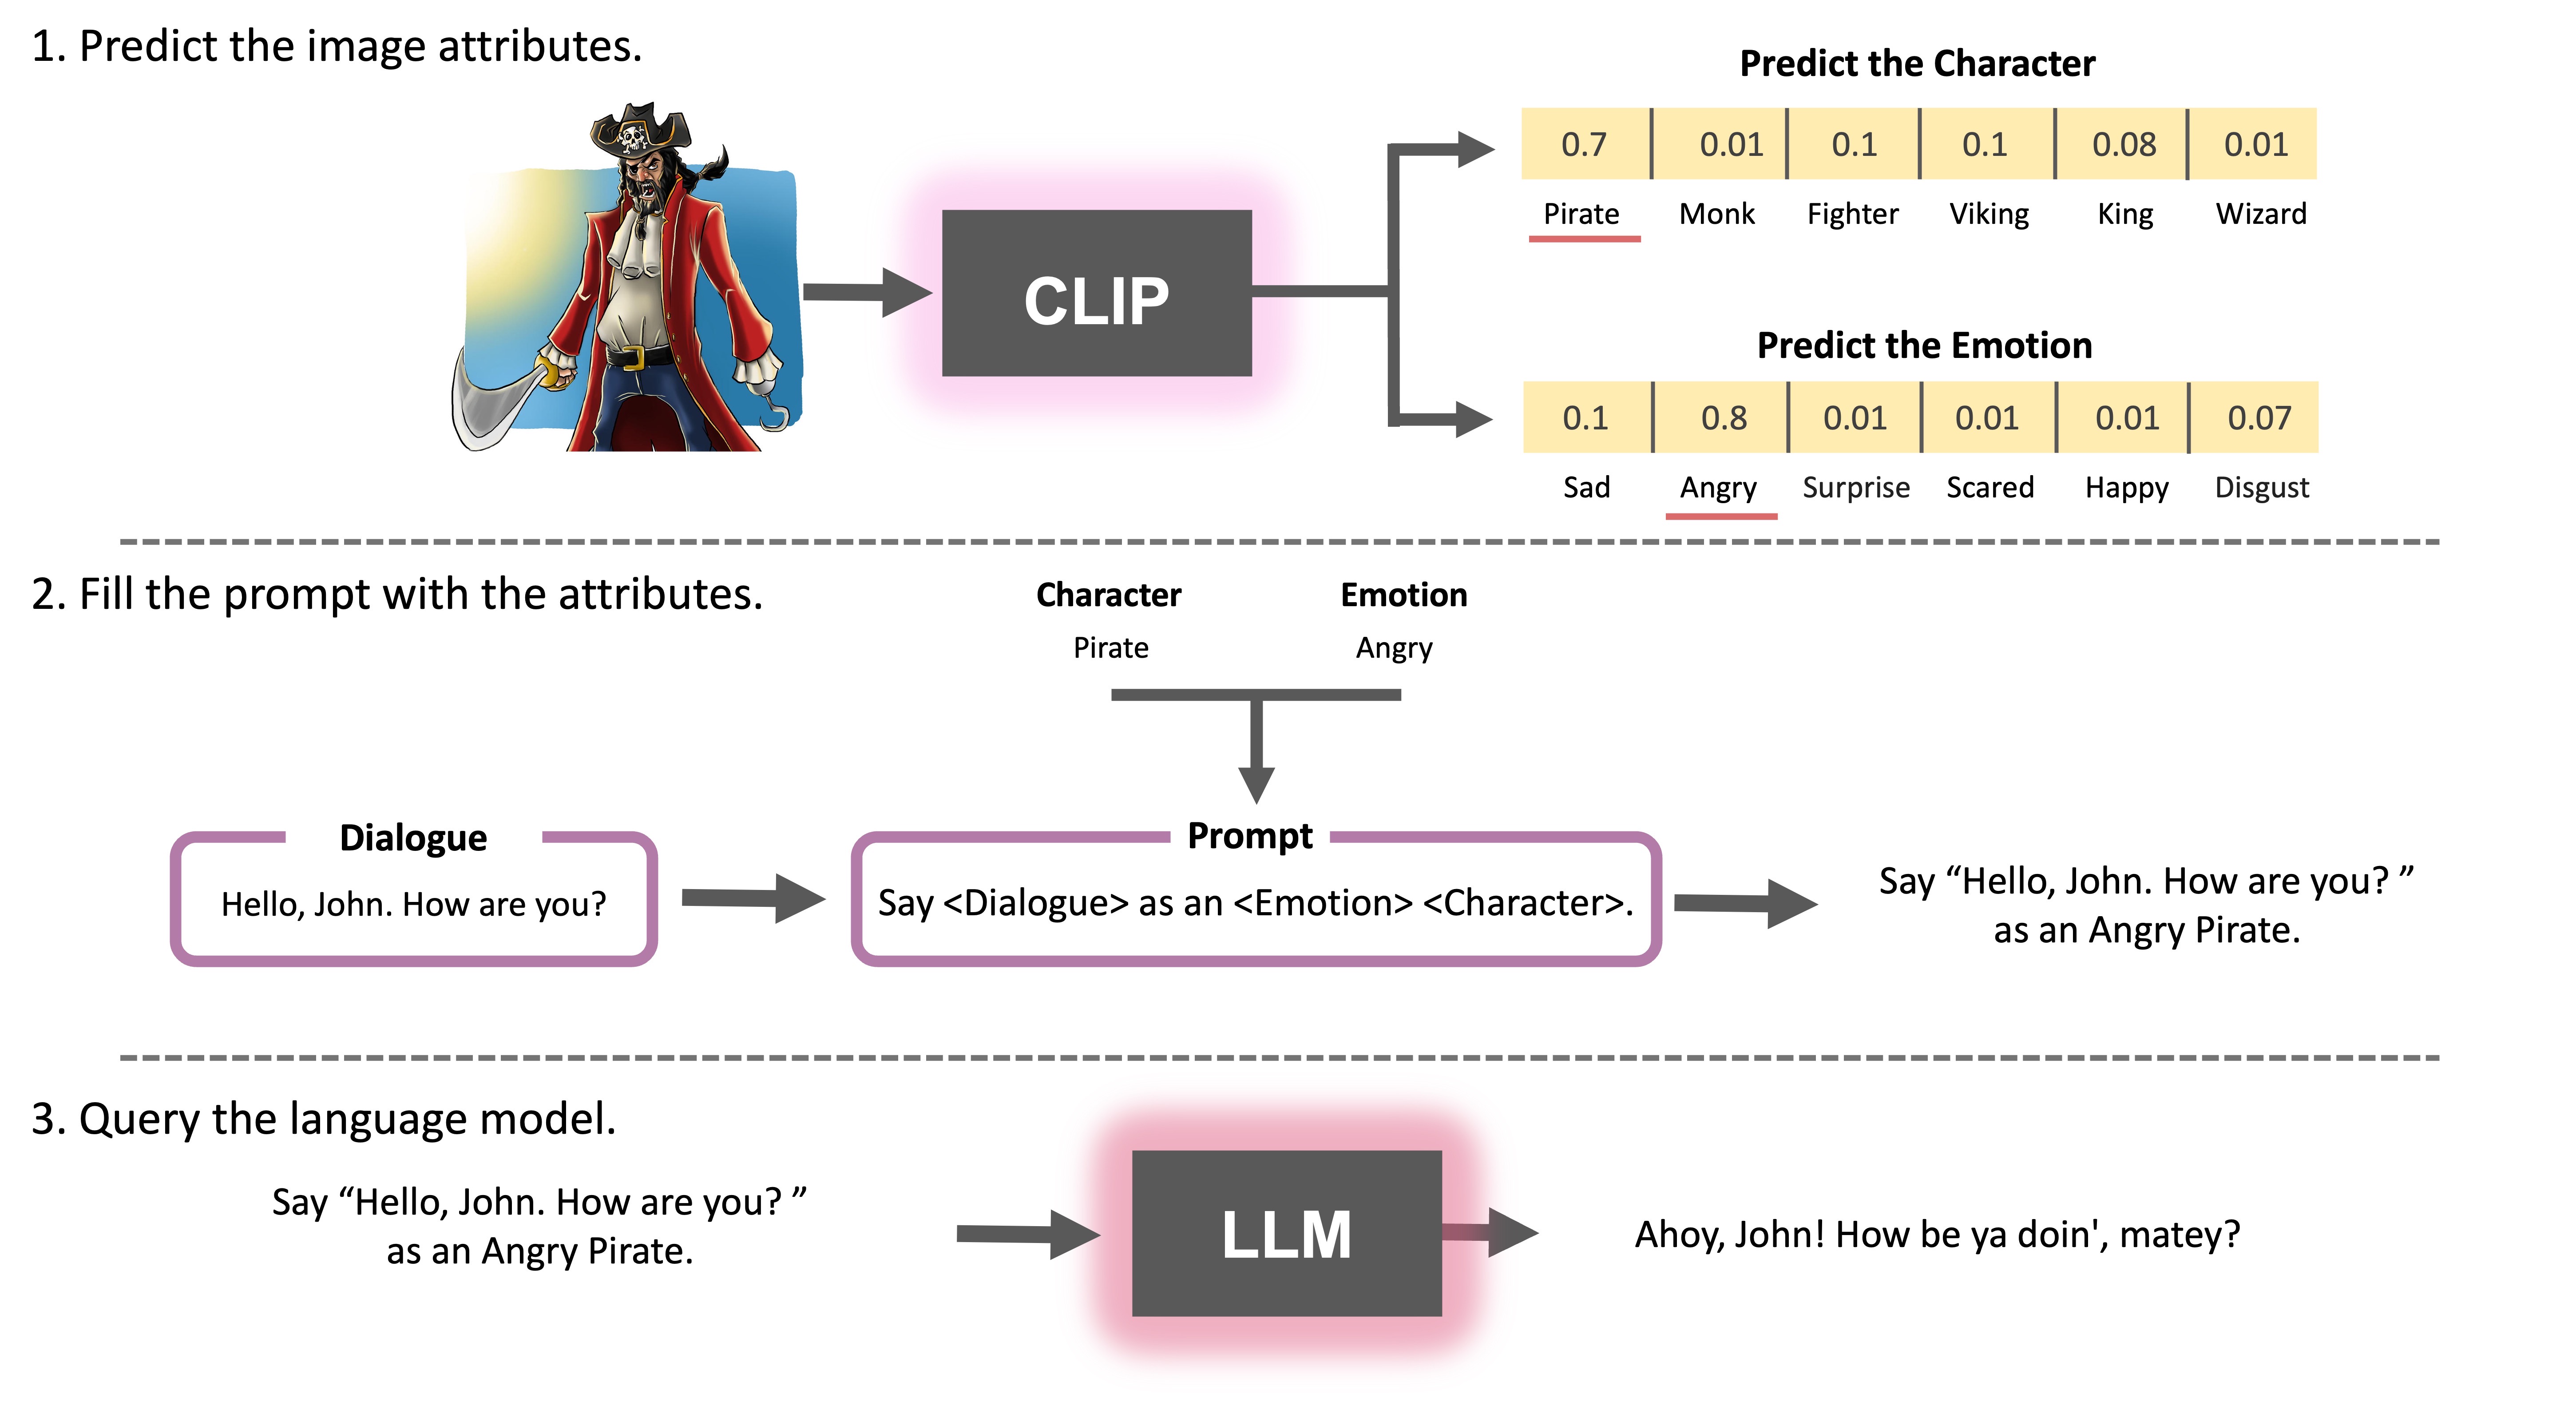 1. Predict the image attributes.
Predict the Character
0.7 0.01 0.1 0.1 0.08 0.01
Pirate Monk Fighter Viking King Wizard
CLIP
Predict the Emotion
0.1 0.8 0.01 0.01 0.01 0.07
Sad Angry Surprise Scared Happy Disgust
2. Fill the prompt with the attributes.
Character Emotion
Pirate Angry
Dialogue
Hello, John. How are you?
Prompt
Say <Dialogue> as an <Emotion> <Character>.
Say “Hello, John. How are you? ”
as an Angry Pirate.
3. Query the language model.
Say “Hello, John. How are you? ”
as an Angry Pirate.
LLM
Ahoy, John! How be ya doin', matey?